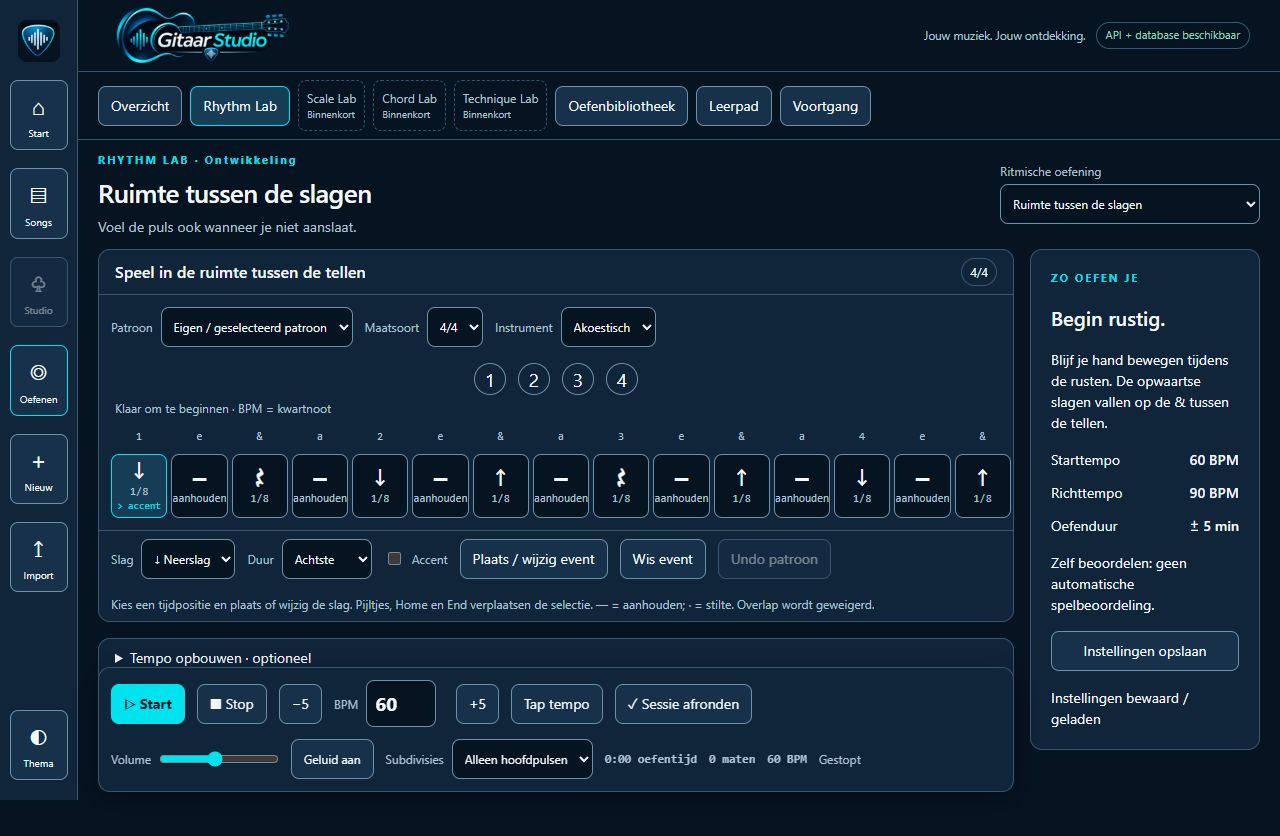 GitaarStudio
Jouw muziek. Jouw ontdekking.
API + database beschikbaar
Start
Songs
Studio
Oefenen
Nieuw
Import
Thema
Overzicht
Rhythm Lab
Scale Lab
Binnenkort
Chord Lab
Binnenkort
Technique Lab
Binnenkort
Oefenbibliotheek
Leerpad
Voortgang
RHYTHM LAB · Ontwikkeling
Ruimte tussen de slagen
Voel de puls ook wanneer je niet aanslaat.
Ritmische oefening
Ruimte tussen de slagen
Speel in de ruimte tussen de tellen
4/4
Patroon Eigen / geselecteerd patroon Maatsoort 4/4 Instrument Akoestisch
1 2 3 4
Klaar om te beginnen · BPM = kwartnoot
1 e & a 2 e & a 3 e & a 4 e &
↓ — 𝄽 — ↓ — ↑ — 𝄽 — ↑ — ↓ — ↑
1/8 aanhouden 1/8 aanhouden 1/8 aanhouden 1/8 aanhouden 1/8 aanhouden 1/8 aanhouden 1/8 aanhouden 1/8
> accent
Slag ↓ Neerslag Duur Achtste Accent Plaats / wijzig event Wis event Undo patroon
Kies een tijdpositie en plaats of wijzig de slag. Pijltjes, Home en End verplaatsen de selectie. — = aanhouden; · = stilte. Overlap wordt geweigerd.
▶ Tempo opbouwen · optioneel
▷ Start ■ Stop −5 BPM 60 +5 Tap tempo ✓ Sessie afronden
Volume Geluid aan Subdivisies Alleen hoofdpulsen 0:00 oefentijd 0 maten 60 BPM Gestopt
ZO OEFEN JE
Begin rustig.
Blijf je hand bewegen tijdens
de rusten. De opwaartse
slagen vallen op de & tussen
de tellen.
Starttempo 60 BPM
Richttempo 90 BPM
Oefenduur ± 5 min
Zelf beoordelen: geen
automatische
spelbeoordeling.
Instellingen opslaan
Instellingen bewaard /
geladen